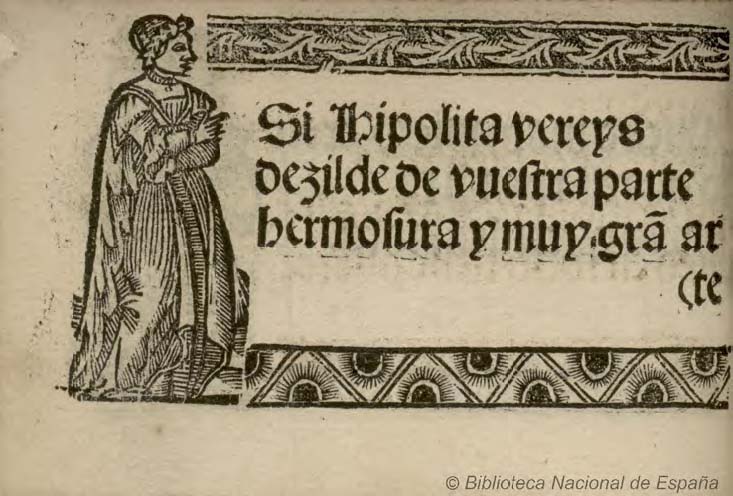 Si Hipolita vereys
dezilde de vuestra parte
hermosura y muy grã ar
(te
© Biblioteca Nacional de España